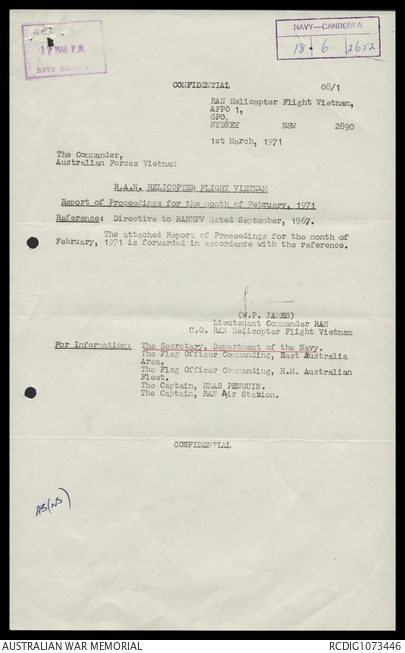 NAVY—CANBERRA
18 6 2652
MAR P.M.
CONFIDENTIAL
08/1
RAN Helicopter Flight Vietnam,
AFPO 1,
GPO,
SYDNEY NSW 2890
1st March, 1971
The Commander,
Australian Forces Vietnam
R.A.N. HELICOPTER FLIGHT VIETNAM
Report of Proceedings for the month of February, 1971
Reference: Directive to RANHFV dated September, 1967.
The attached Report of Proceedings for the month of
February, 1971 is forwarded in accordance with the reference.
(W.P. JAMES)
Lieutenant Commander RAN
C.O. RAN Helicopter Flight Vietnam
For Information: The Secretary, Department of the Navy.
The Flag Officer Commanding, East Australia
Area.
The Flag Officer Commanding, H.M. Australian
Fleet.
The Captain, HMAS PENGUIN.
The Captain, RAN Air Station.
CONFIDENTIAL
AS(NS)
AUSTRALIAN WAR MEMORIAL
RCDIG1073446